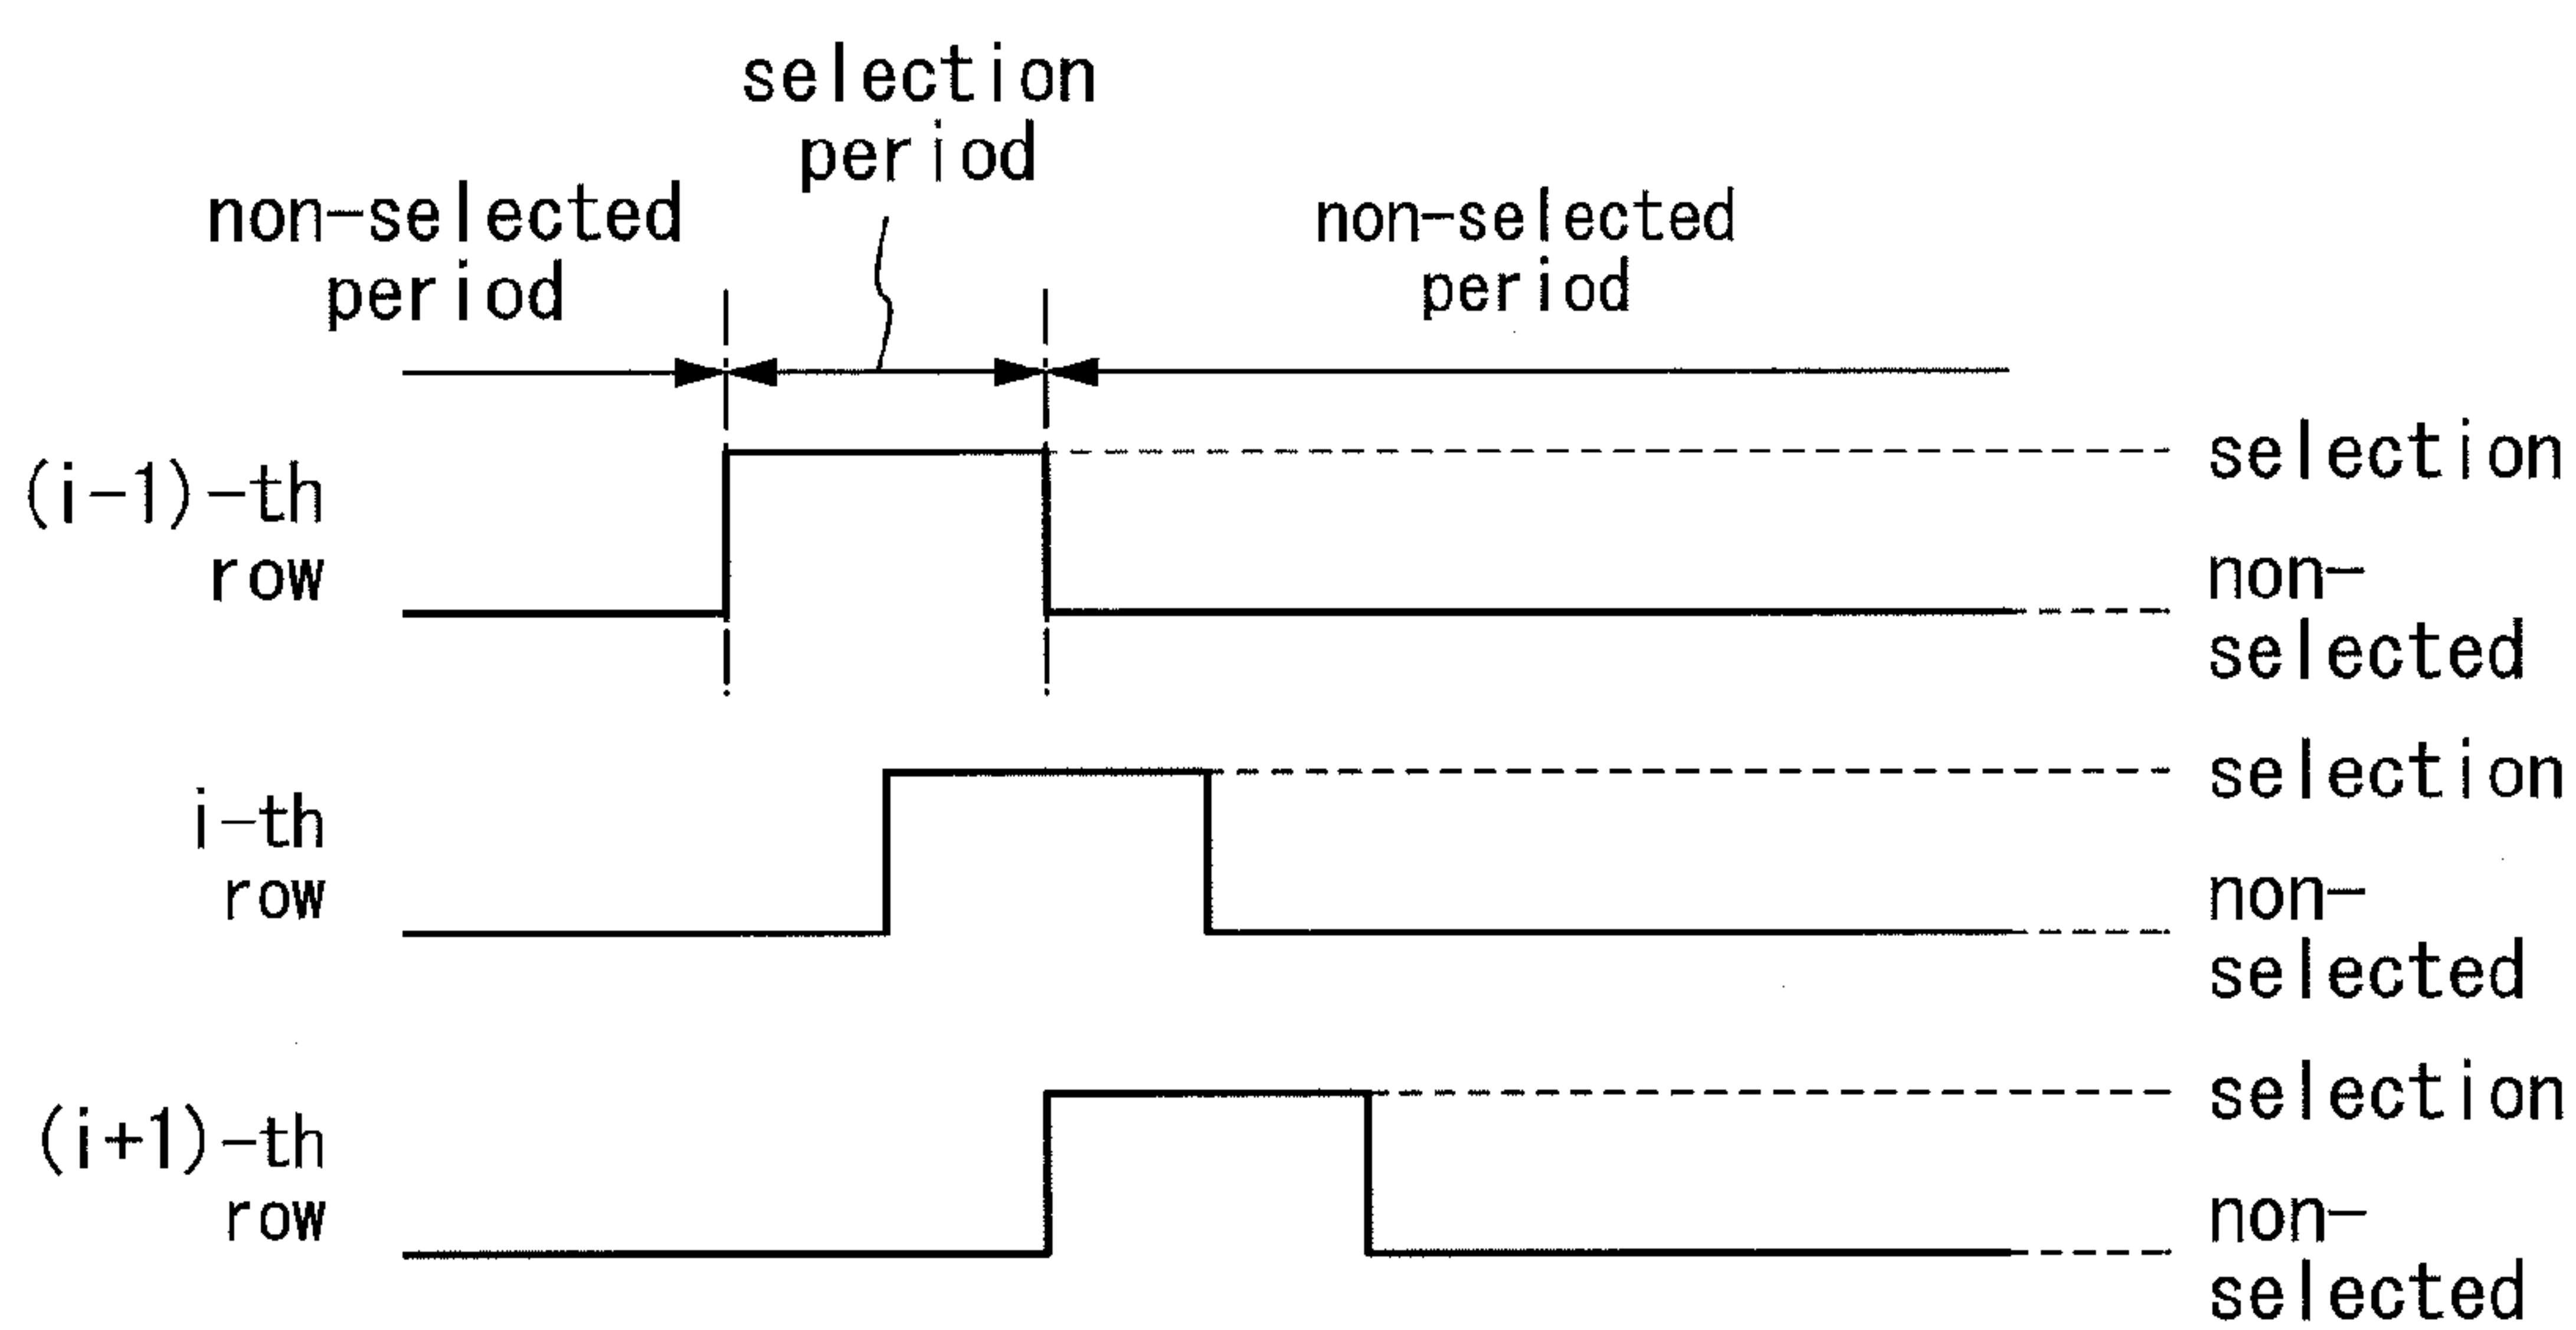 selection
period
non-selected
period
non-selected
period
(i-1)-th
row
selection
non-
selected
i-th
row
selection
non-
selected
(i+1)-th
row
selection
non-
selected